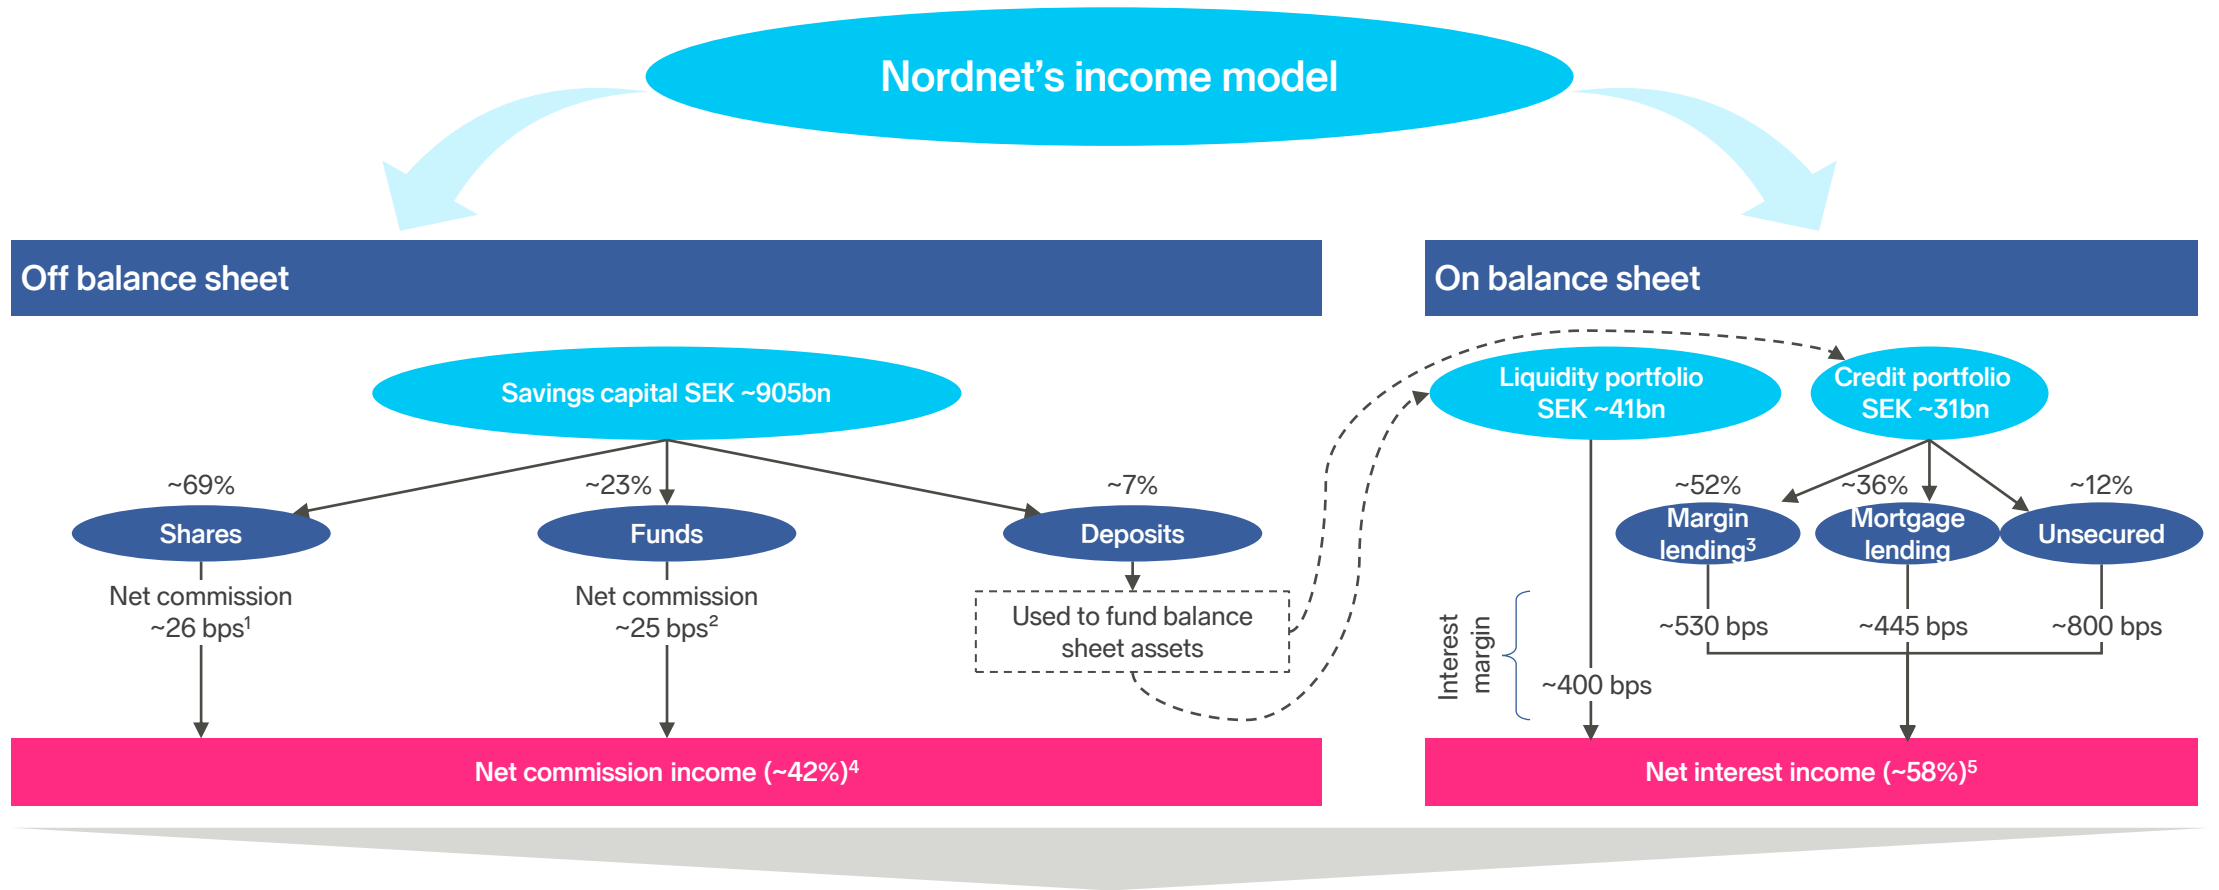 Nordnet's income model
Off balance sheet
On balance sheet
Savings capital SEK ~905bn
Liquidity portfolio
SEK ~41bn
Credit portfolio
SEK ~31bn
~69%
~23%
~7%
~52%
~36%
~12%
Shares
Funds
Deposits
Margin
lending³
Mortgage
lending
Unsecured
Net commission
~26 bps¹
Net commission
~25 bps²
Used to fund balance
sheet assets
Interest
margin
~400 bps
~530 bps
~445 bps
~800 bps
Net commission income (~42%)⁴
Net interest income (~58%)⁵